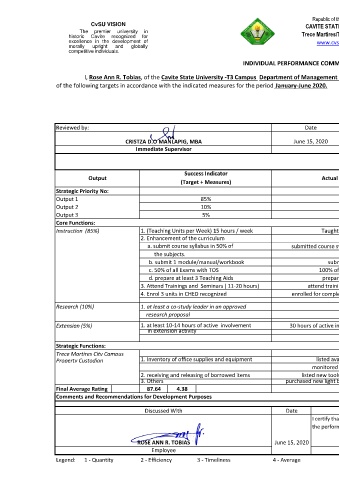 CvSU VISION
The premier university in
historic Cavite recognized for
excellence in the development of
morally upright and globally
competitive individuals.
Republic of th
CAVITE STATI
Trece Martires/T
www.cvs
INDIVIDUAL PERFORMANCE COMM
I, Rose Ann R. Tobias, of the Cavite State University -T3 Campus Department of Management
of the following targets in accordance with the indicated measures for the period January-June 2020.
Reviewed by: Date
CRISTZA D.O MANLAPIG, MBA June 15, 2020
Immediate Supervisor
Output Success Indicator (Target + Measures) Actual
Strategic Priority No:
Output 1 85%
Output 2 10%
Output 3 5%
Core Functions:
Instruction (85%) 1. (Teaching Units per Week) 15 hours / week Taught
2. Enhancement of the curriculum
a. submit course syllabus in 50% of submitted course m
the subjects.
b. submit 1 module/manual/workbook subm
c. 50% of all Exams with TOS 100% of
d. prepare at least 3 Teaching Aids prepar
3. Attend Trainings and Seminars ( 11-20 hours) attend traini
4. Enrol 3 units in CHED recognized enrolled for comple
Research (10%) 1. at least a co-study leader in an approved
research proposal
Extension (5%) 1. at least 10-14 hours of active involvement 30 hours of active in
in extension activity
Strategic Functions:
Trece Martires City Campus
Property Custodian 1. Inventory of office supplies and equipment listed ava
monitored
2. receiving and releasing of borrowed items listed new tools
3. Others purchased new light b
Final Average Rating 87.64 4.38
Comments and Recommendations for Development Purposes
Discussed With Date
I certify tha
the perform
ROSE ANN R. TOBIAS June 15, 2020
Employee
Legend: 1 - Quantity 2 - Efficiency 3 - Timeliness 4 - Average